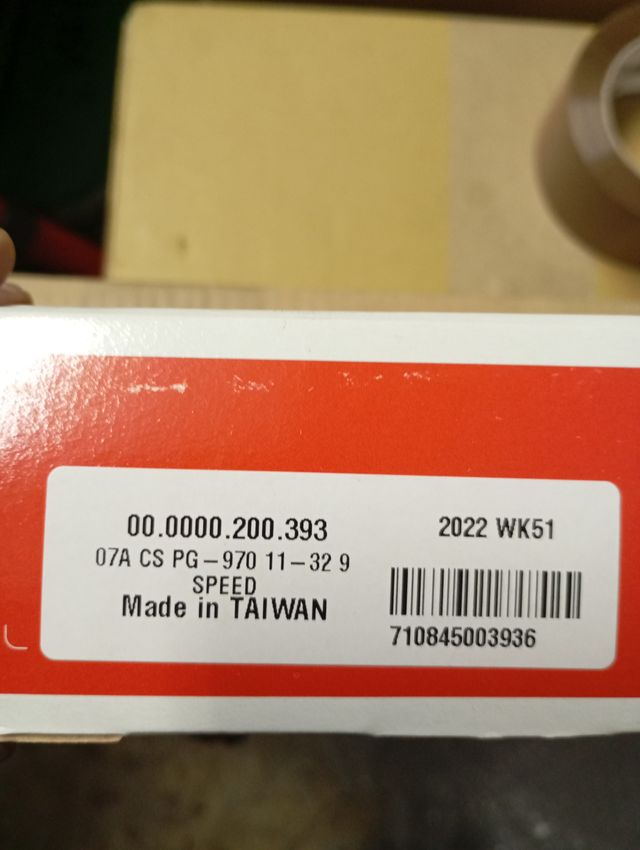 00.0000.200.393
07A CS PG-970 11-32 9
SPEED
Made in TAIWAN
2022 WK51
710845003936